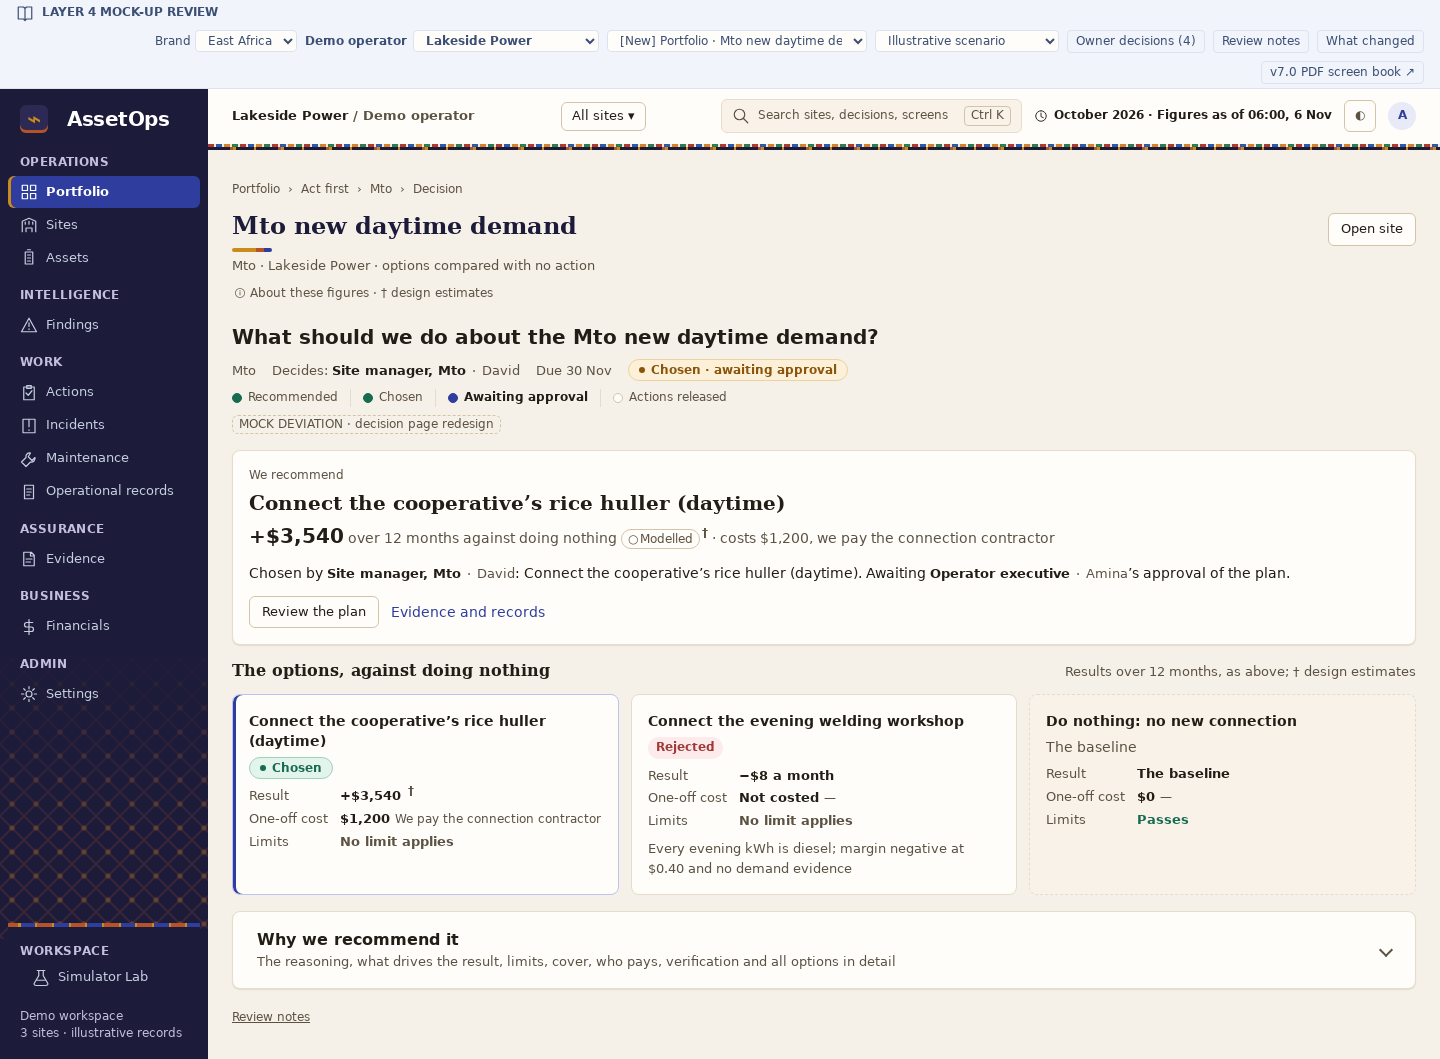 LAYER 4 MOCK-UP REVIEW
Brand East Africa Demo operator Lakeside Power [New] Portfolio · Mto new daytime de Illustrative scenario Owner decisions (4) Review notes What changed
v7.0 PDF screen book ↗
AssetOps
OPERATIONS
Portfolio
Sites
Assets
INTELLIGENCE
Findings
WORK
Actions
Incidents
Maintenance
Operational records
ASSURANCE
Evidence
BUSINESS
Financials
ADMIN
Settings
WORKSPACE
Simulator Lab
Demo workspace
3 sites · illustrative records
Lakeside Power / Demo operator All sites ▾ Search sites, decisions, screens Ctrl K October 2026 · Figures as of 06:00, 6 Nov A
Portfolio › Act first › Mto › Decision
Mto new daytime demand
Open site
Mto · Lakeside Power · options compared with no action
About these figures · † design estimates
What should we do about the Mto new daytime demand?
Mto Decides: Site manager, Mto · David Due 30 Nov Chosen · awaiting approval
Recommended Chosen Awaiting approval Actions released
MOCK DEVIATION · decision page redesign
We recommend
Connect the cooperative’s rice huller (daytime)
+$3,540 over 12 months against doing nothing Modelled † · costs $1,200, we pay the connection contractor
Chosen by Site manager, Mto · David: Connect the cooperative’s rice huller (daytime). Awaiting Operator executive · Amina’s approval of the plan.
Review the plan Evidence and records
The options, against doing nothing
Results over 12 months, as above; † design estimates
Connect the cooperative’s rice huller
(daytime)
Chosen
Result +$3,540 †
One-off cost $1,200 We pay the connection contractor
Limits No limit applies
Connect the evening welding workshop
Rejected
Result −$8 a month
One-off cost Not costed —
Limits No limit applies
Every evening kWh is diesel; margin negative at
$0.40 and no demand evidence
Do nothing: no new connection
The baseline
Result The baseline
One-off cost $0 —
Limits Passes
Why we recommend it
The reasoning, what drives the result, limits, cover, who pays, verification and all options in detail
Review notes